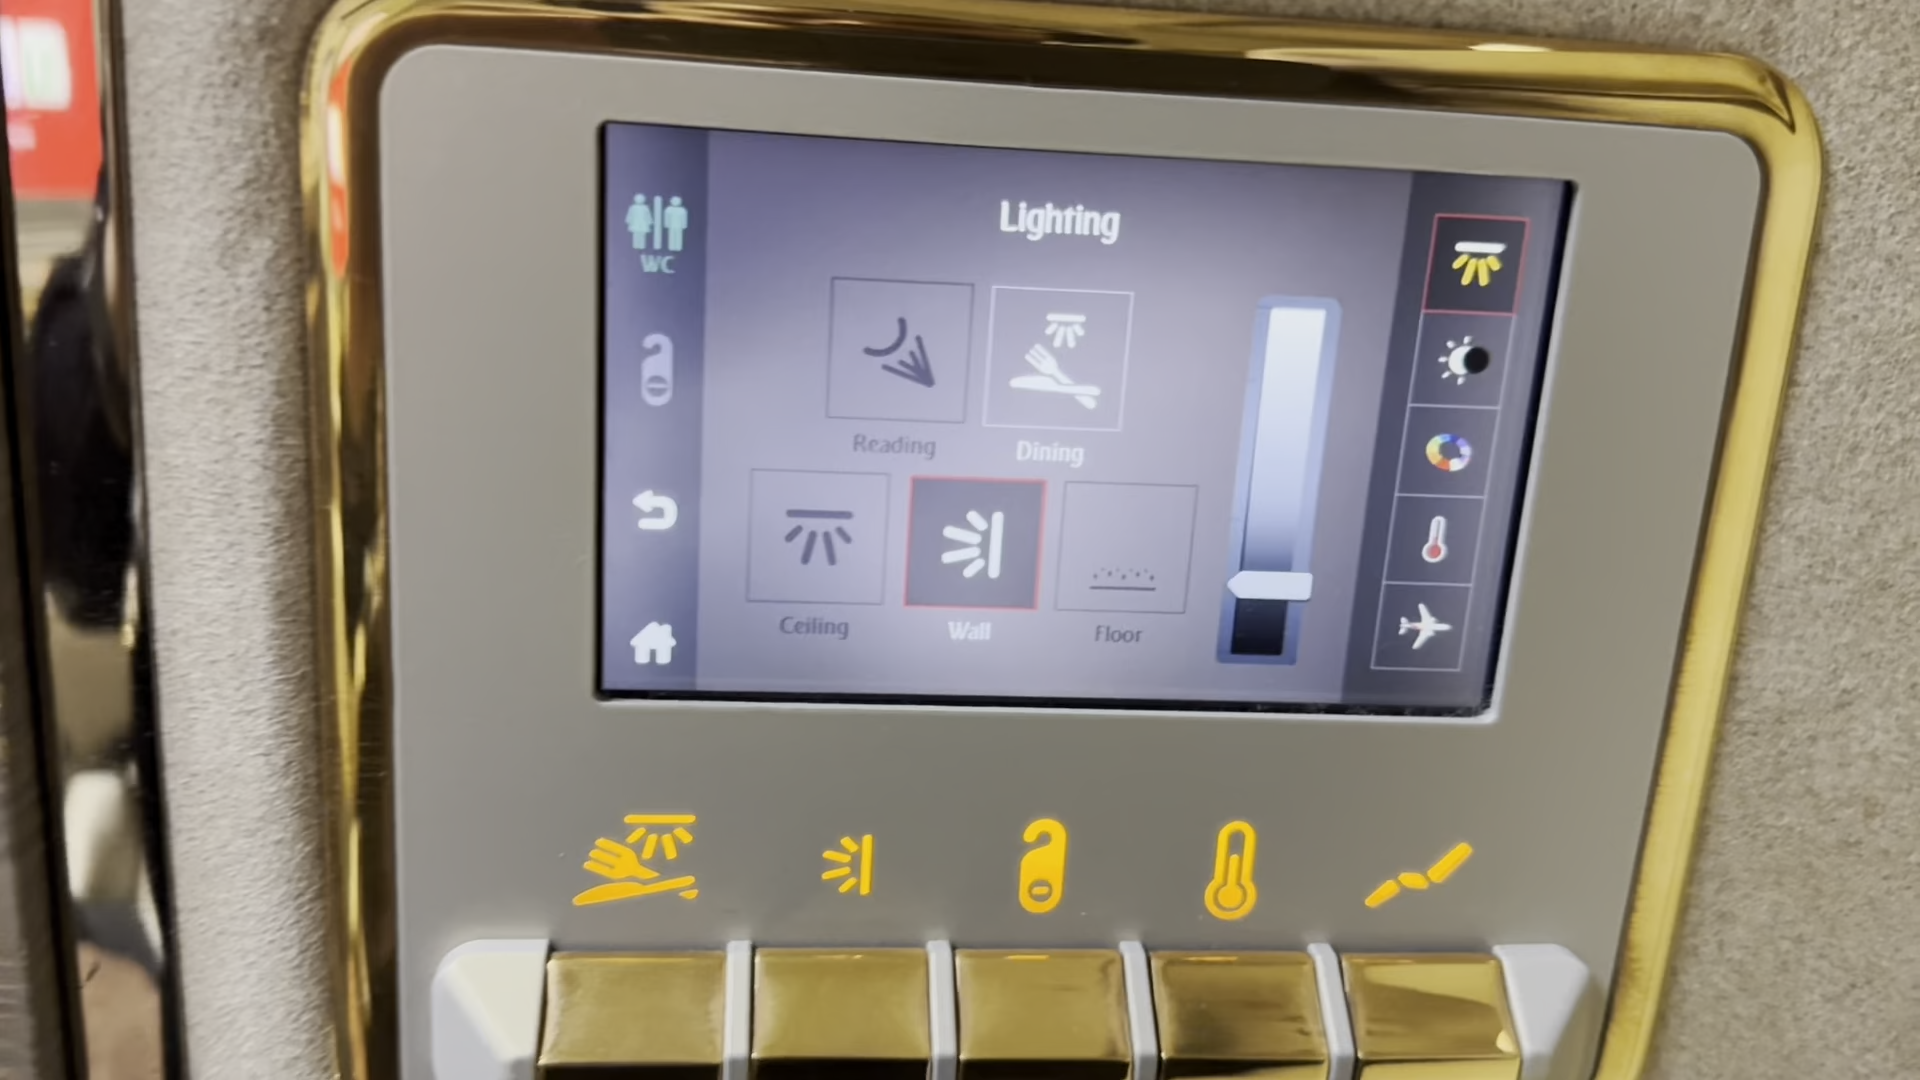 Lighting
WC
Reading
Dining
Ceiling
Wall
Floor